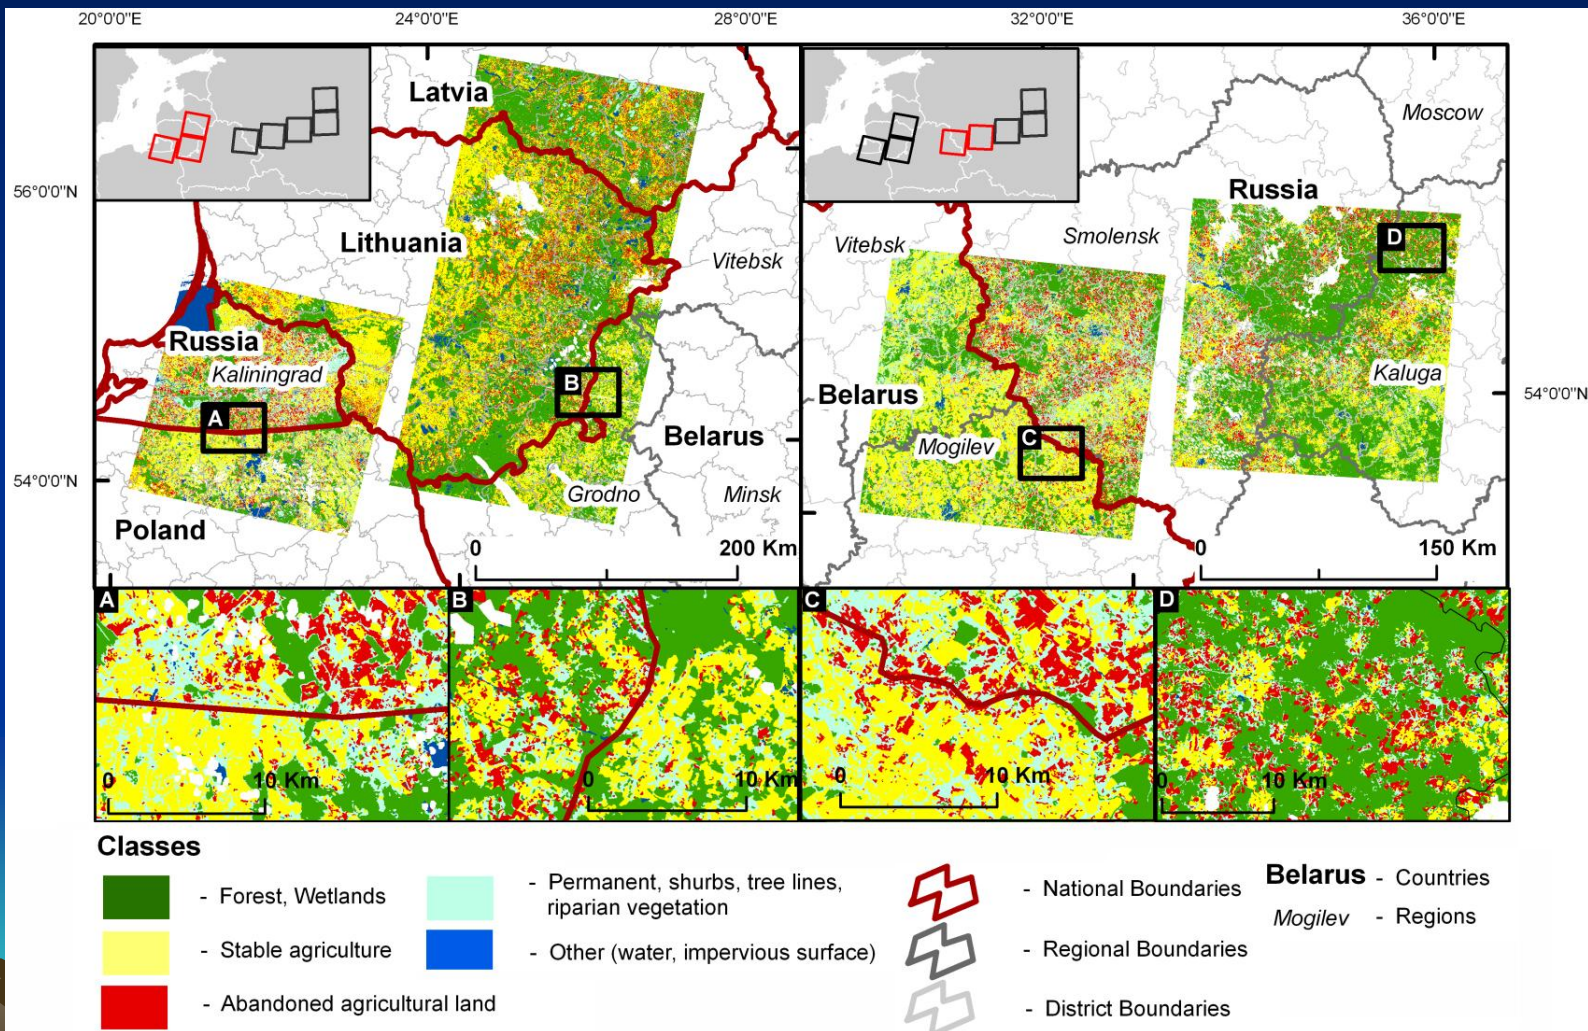 20°0'0"E 24°0'0"E 28°0'0"E 32°0'0"E 36°0'0"E
56°0'0"N
54°0'0"N
54°0'0"N
Latvia
Lithuania
Russia
Kaliningrad
Poland
Vitebsk
Belarus
Grodno
Minsk
A
B
0 200 Km
Moscow
Russia
Vitebsk
Smolensk
D
Belarus
Kaluga
Mogilev
C
0 150 Km
A
0 10 Km
B
0 10 Km
C
0 10 Km
D
0 10 Km
Classes
- Forest, Wetlands
- Stable agriculture
- Abandoned agricultural land
- Permanent, shurbs, tree lines,
riparian vegetation
- Other (water, impervious surface)
- National Boundaries
- Regional Boundaries
- District Boundaries
Belarus - Countries
Mogilev - Regions